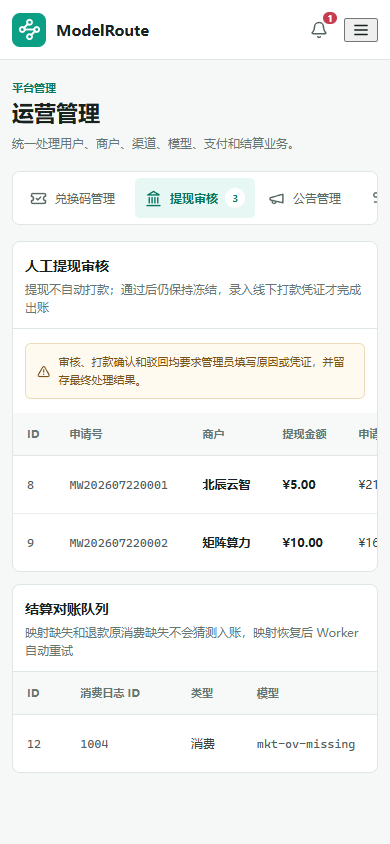 1
ModelRoute
平台管理
运营管理
统一处理用户、商户、渠道、模型、支付和结算业务。
兑换码管理 提现审核 3 公告管理
人工提现审核
提现不自动打款；通过后仍保持冻结，录入线下打款凭证才完成
出账
审核、打款确认和驳回均要求管理员填写原因或凭证，并留
存最终处理结果。
ID 申请号 商户 提现金额 申请
8 MW202607220001 北辰云智 ¥5.00 ¥21
9 MW202607220002 矩阵算力 ¥10.00 ¥16
结算对账队列
映射缺失和退款原消费缺失不会猜测入账，映射恢复后 Worker
自动重试
ID 消费日志 ID 类型 模型
12 1004 消费 mkt-ov-missing